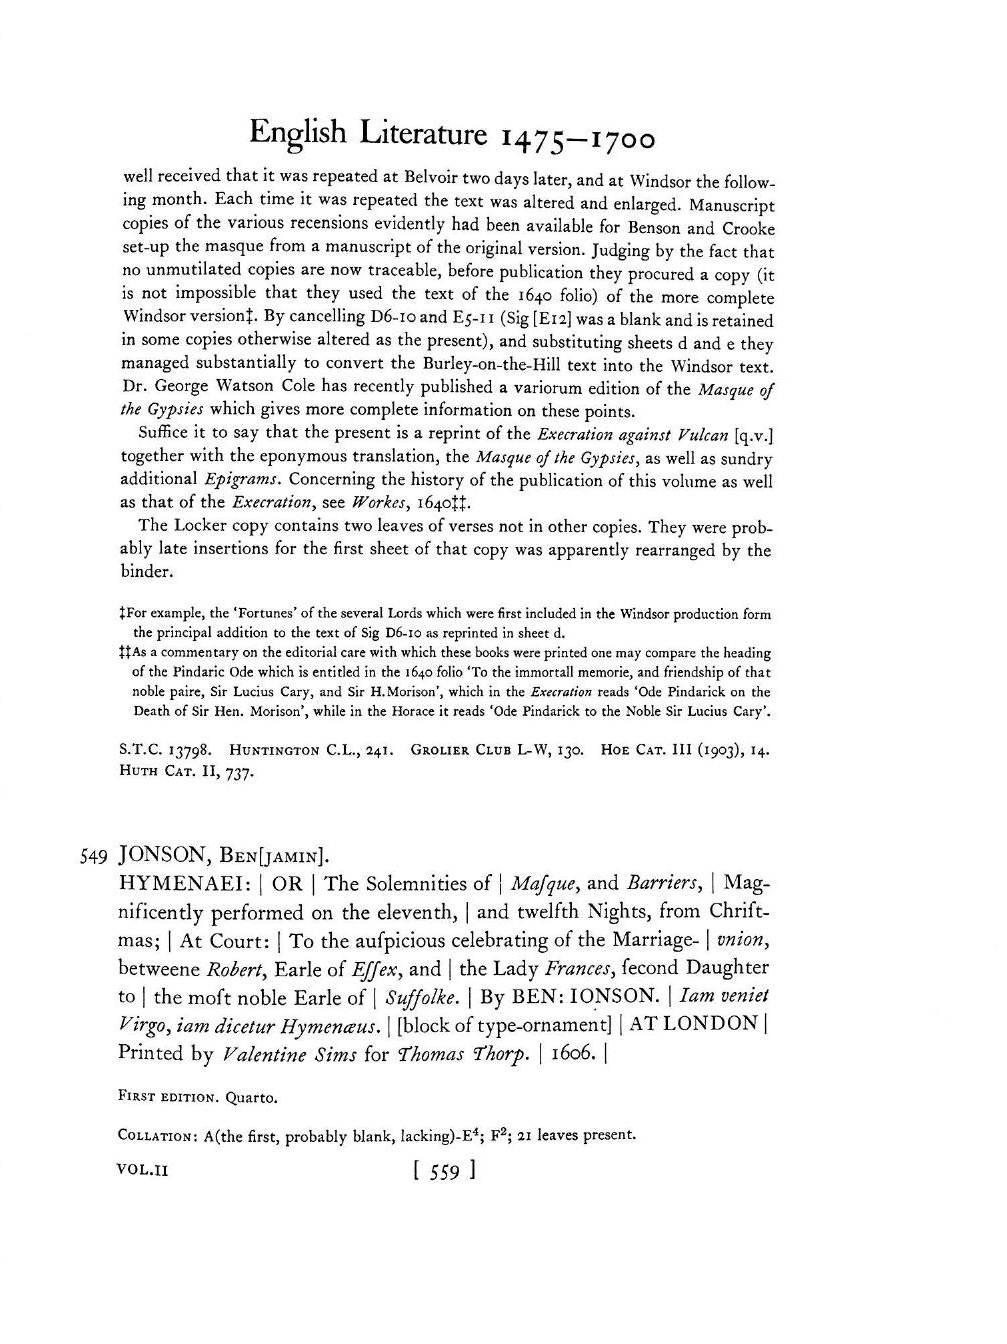 English Literature 1475–1700
well received that it was repeated at Belvoir two days later, and at Windsor the follow-
ing month. Each time it was repeated the text was altered and enlarged. Manuscript
copies of the various recensions evidently had been available for Benson and Crooke
set-up the masque from a manuscript of the original version. Judging by the fact that
no unmutilated copies are now traceable, before publication they procured a copy (it
is not impossible that they used the text of the 1640 folio) of the more complete
Windsor version‡. By cancelling D6-10 and E5-11 (Sig [E12] was a blank and is retained
in some copies otherwise altered as the present), and substituting sheets d and e they
managed substantially to convert the Burley-on-the-Hill text into the Windsor text.
Dr. George Watson Cole has recently published a variorum edition of the Masque of
the Gypsies which gives more complete information on these points.
Suffice it to say that the present is a reprint of the Execration against Vulcan [q.v.]
together with the eponymous translation, the Masque of the Gypsies, as well as sundry
additional Epigrams. Concerning the history of the publication of this volume as well
as that of the Execration, see Workes, 1640‡‡.
The Locker copy contains two leaves of verses not in other copies. They were prob-
ably late insertions for the first sheet of that copy was apparently rearranged by the
binder.
‡For example, the ‘Fortunes’ of the several Lords which were first included in the Windsor production form
the principal addition to the text of Sig D6-10 as reprinted in sheet d.
‡‡As a commentary on the editorial care with which these books were printed one may compare the heading
of the Pindaric Ode which is entitled in the 1640 folio ‘To the immortall memorie, and friendship of that
noble paire, Sir Lucius Cary, and Sir H.Morison’, which in the Execration reads ‘Ode Pindarick on the
Death of Sir Hen. Morison’, while in the Horace it reads ‘Ode Pindarick to the Noble Sir Lucius Cary’.
S.T.C. 13798. HUNTINGTON C.L., 241. GROLIER CLUB L-W, 130. HOE CAT. III (1903), 14.
HUTH CAT. II, 737.
549 JONSON, BEN[JAMIN].
HYMENAEI: | OR | The Solemnities of | Maſque, and Barriers, | Mag-
nificently performed on the eleventh, | and twelfth Nights, from Chriſt-
mas; | At Court: | To the auſpicious celebrating of the Marriage- | vnion,
betweene Robert, Earle of Eſſex, and | the Lady Frances, ſecond Daughter
to | the moſt noble Earle of | Suffolke. | By BEN: IONSON. | Iam veniet
Virgo, iam dicetur Hymenæus. | [block of type-ornament] | AT LONDON |
Printed by Valentine Sims for Thomas Thorp. | 1606. |
FIRST EDITION. Quarto.
COLLATION: A(the first, probably blank, lacking)-E⁴; F²; 21 leaves present.
VOL.II [ 559 ]